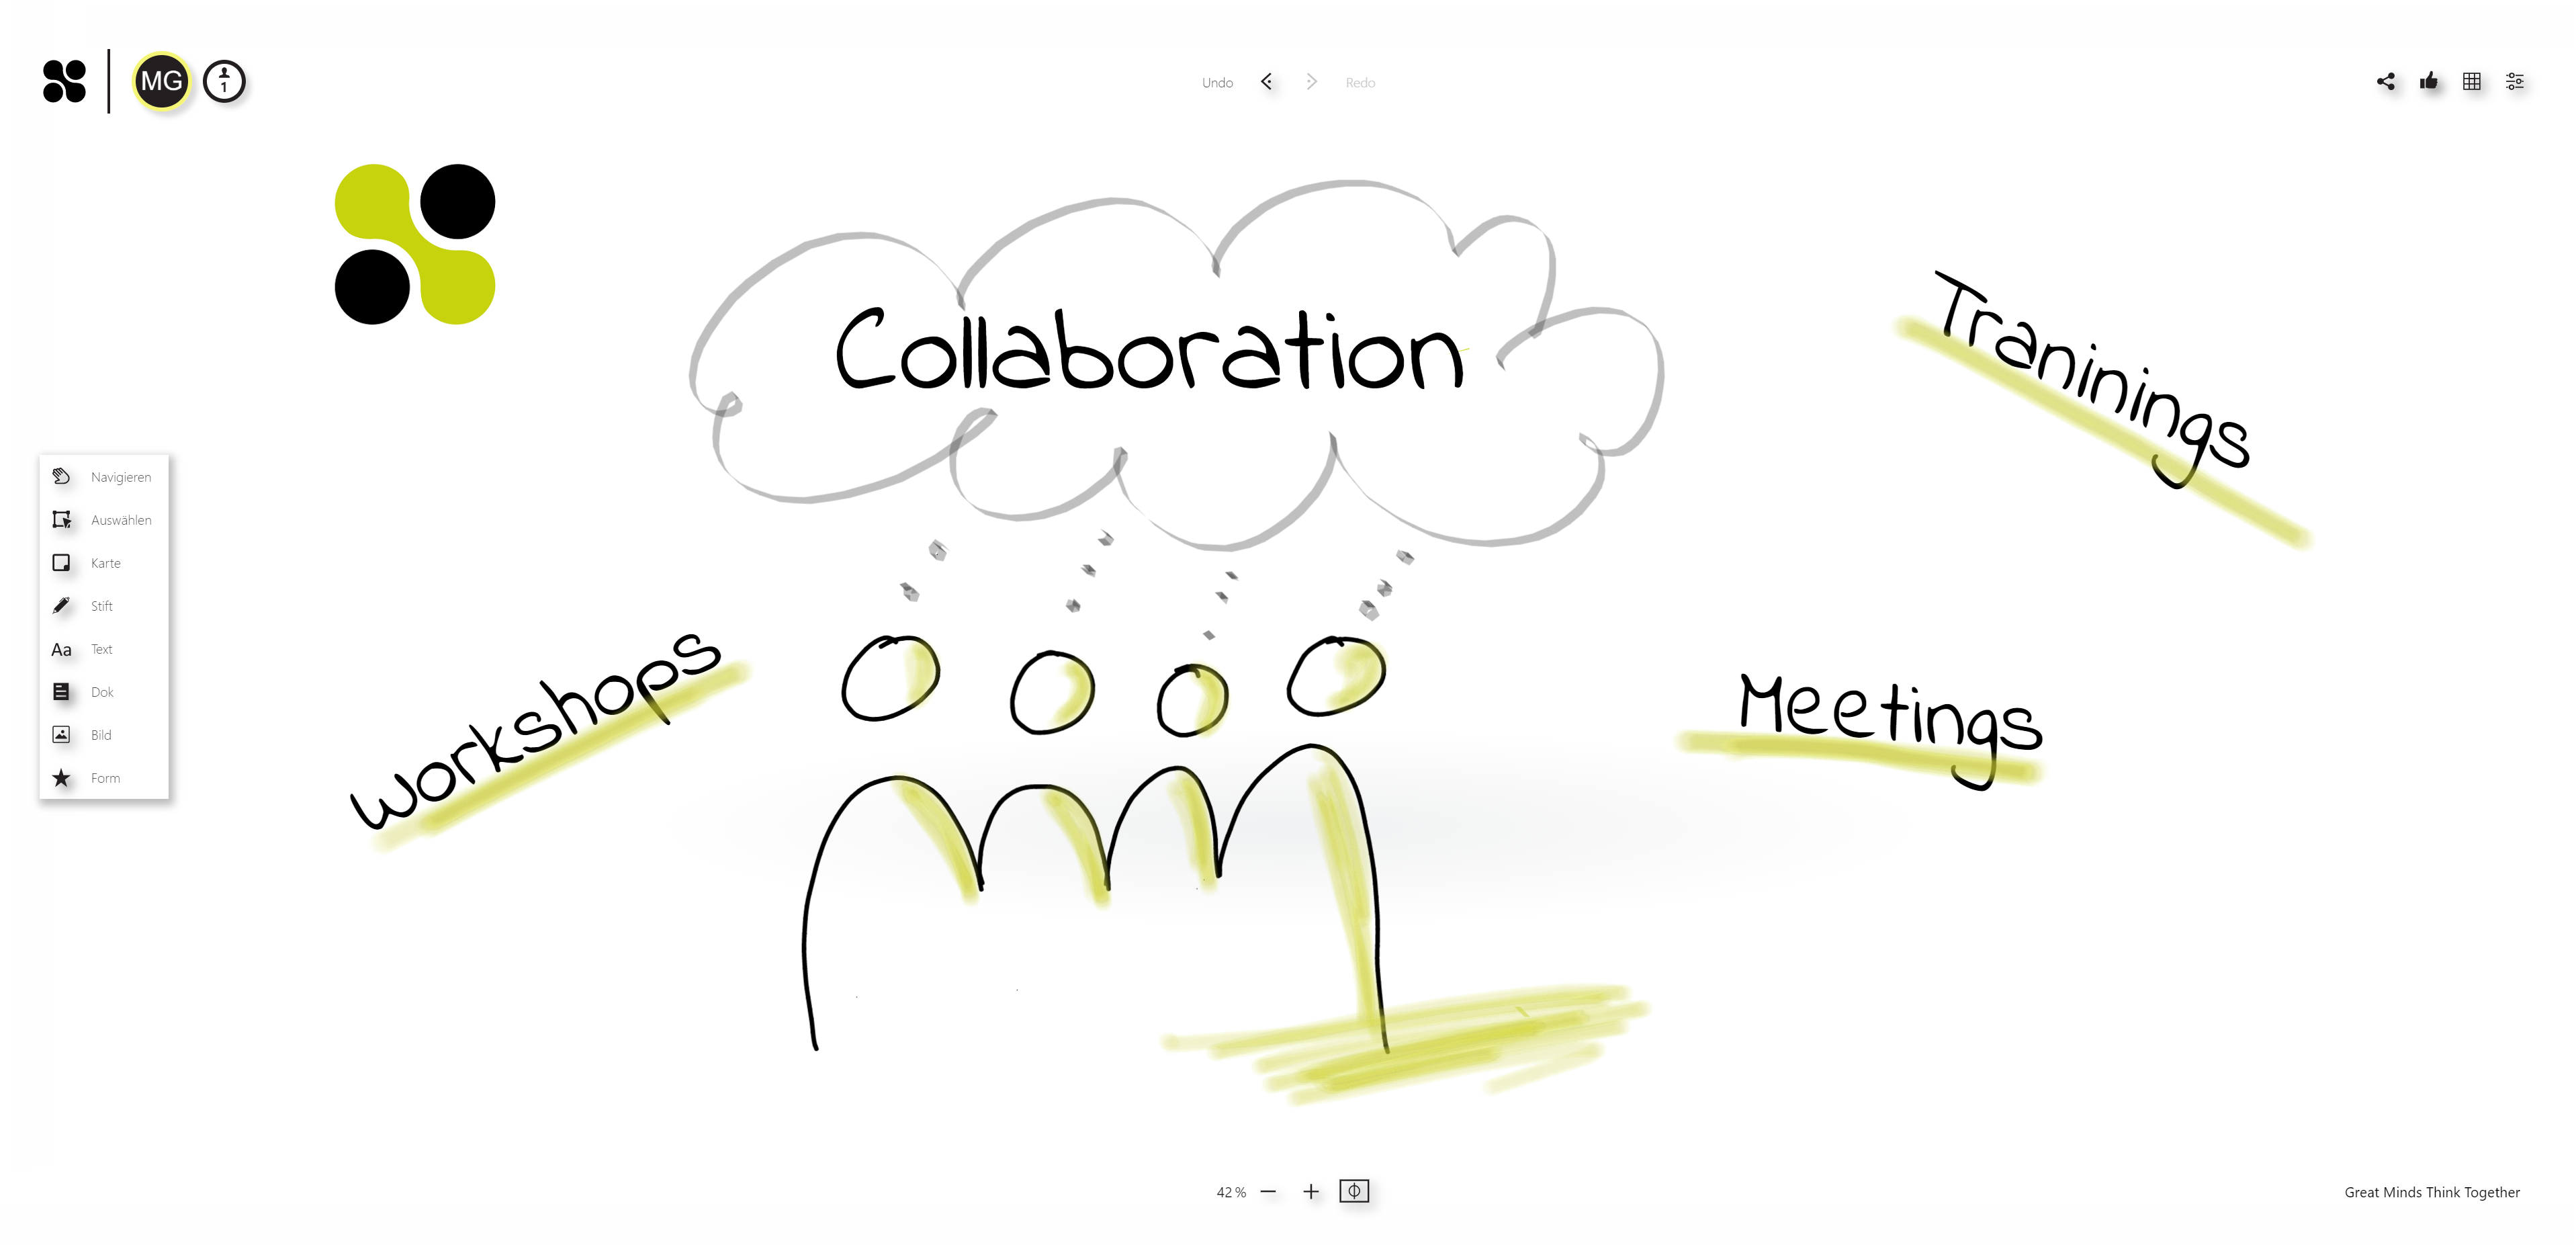 MG
1
Undo
Redo
Collaboration
Traninings
Navigieren
Auswählen
Karte
Stift
Aa Text
Dok
Bild
Form
Workshops
Meetings
42 %
Great Minds Think Together